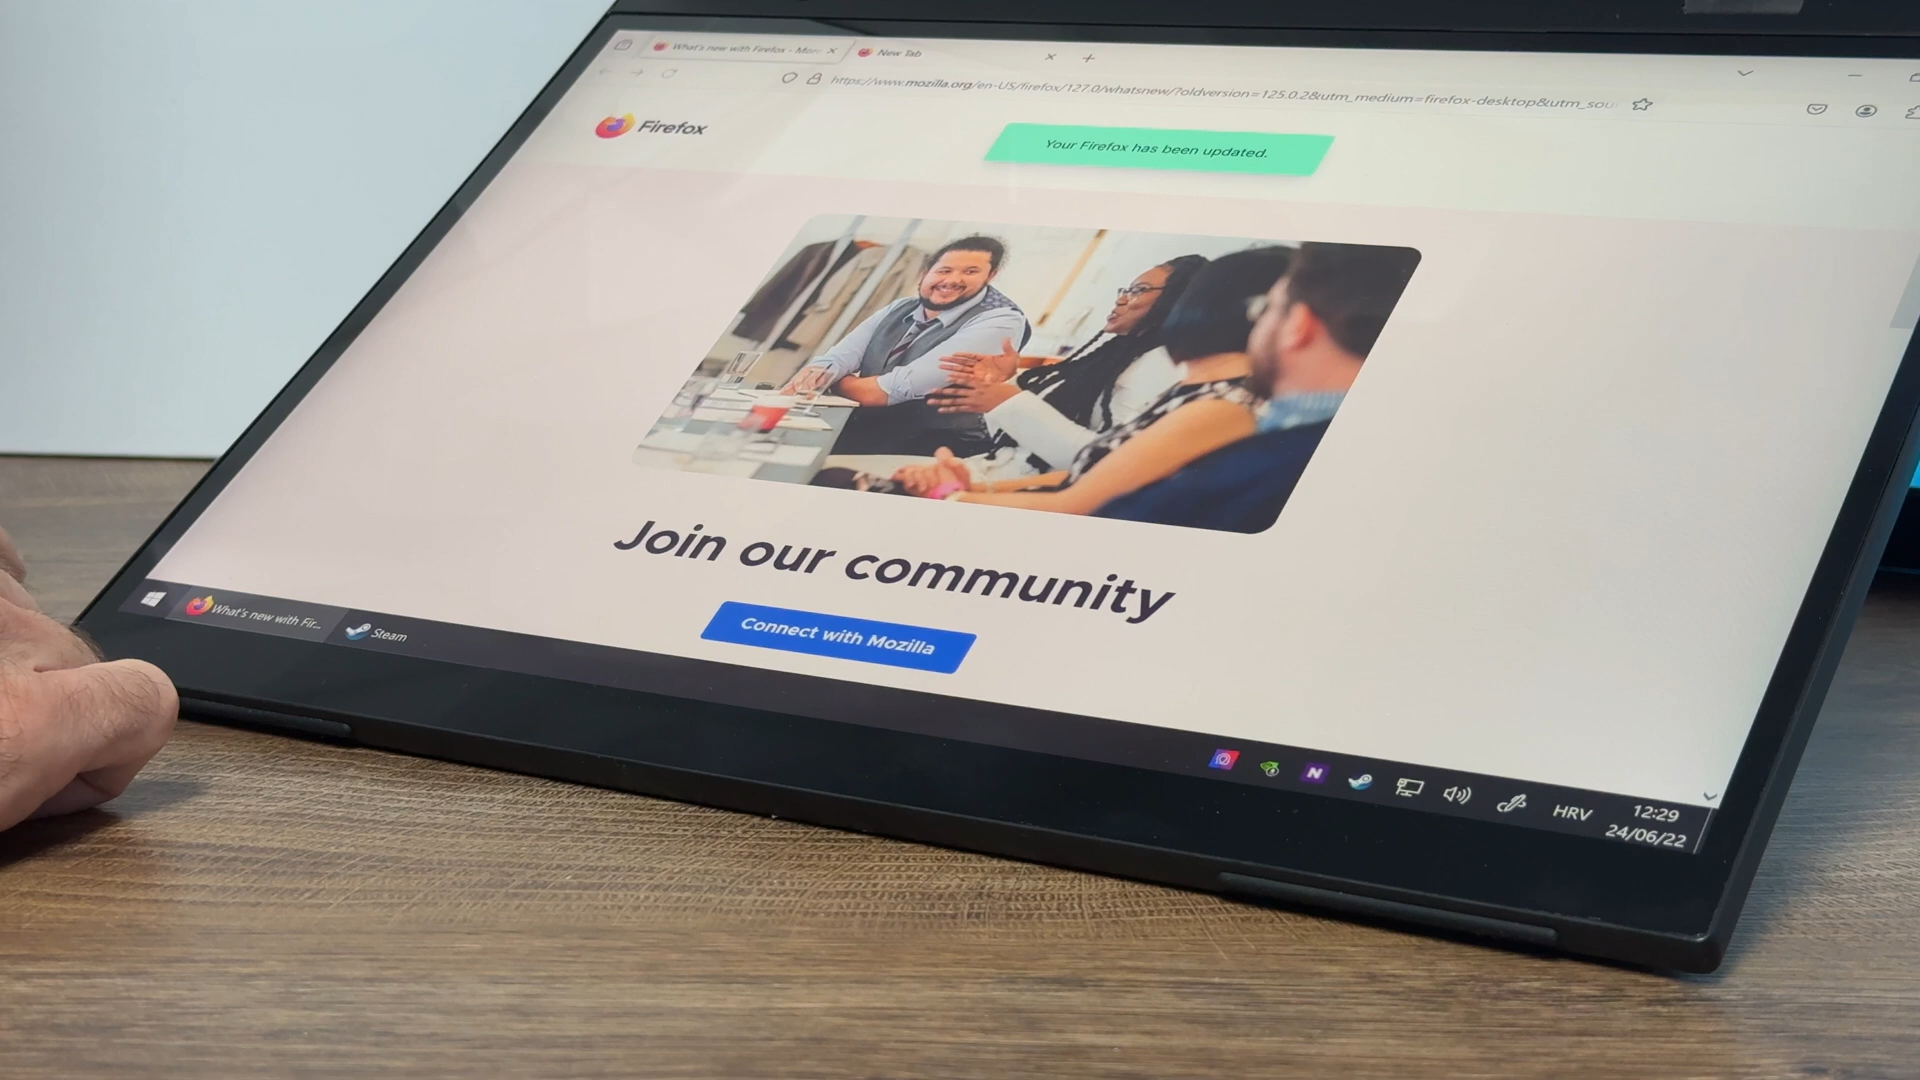 What's new with Firefox - More
New Tab
https://www.mozilla.org/en-US/firefox/127.0/whatsnew/?oldversion=125.0.2&utm_medium=firefox-desktop&utm_sou
Firefox
Your Firefox has been updated.
Join our community
Connect with Mozilla
What's new with Fir...
Steam
N
HRV
12:29
24/06/22